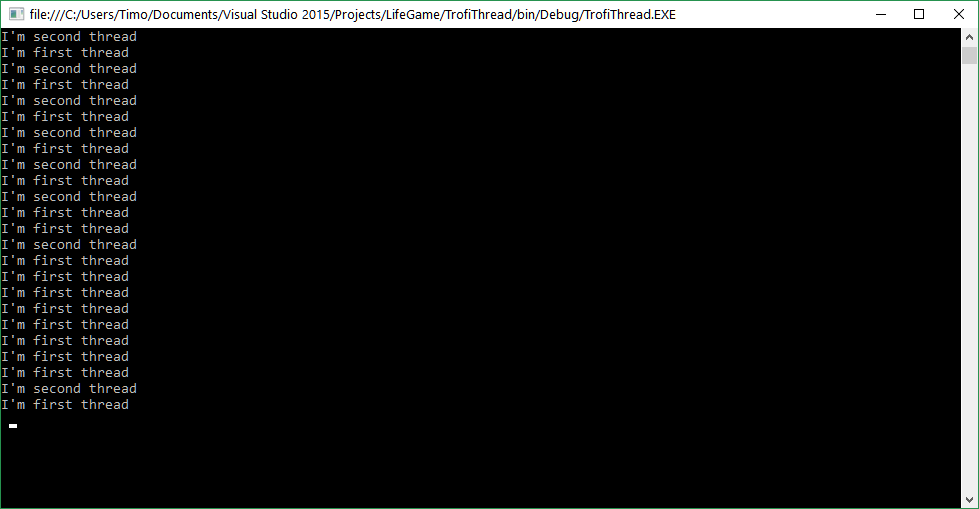 file:///C:/Users/Timo/Documents/Visual Studio 2015/Projects/LifeGame/TrofiThread/bin/Debug/TrofiThread.EXE
I'm second thread
I'm first thread
I'm second thread
I'm first thread
I'm second thread
I'm first thread
I'm second thread
I'm first thread
I'm second thread
I'm first thread
I'm second thread
I'm first thread
I'm first thread
I'm second thread
I'm first thread
I'm first thread
I'm first thread
I'm first thread
I'm first thread
I'm first thread
I'm first thread
I'm first thread
I'm second thread
I'm first thread